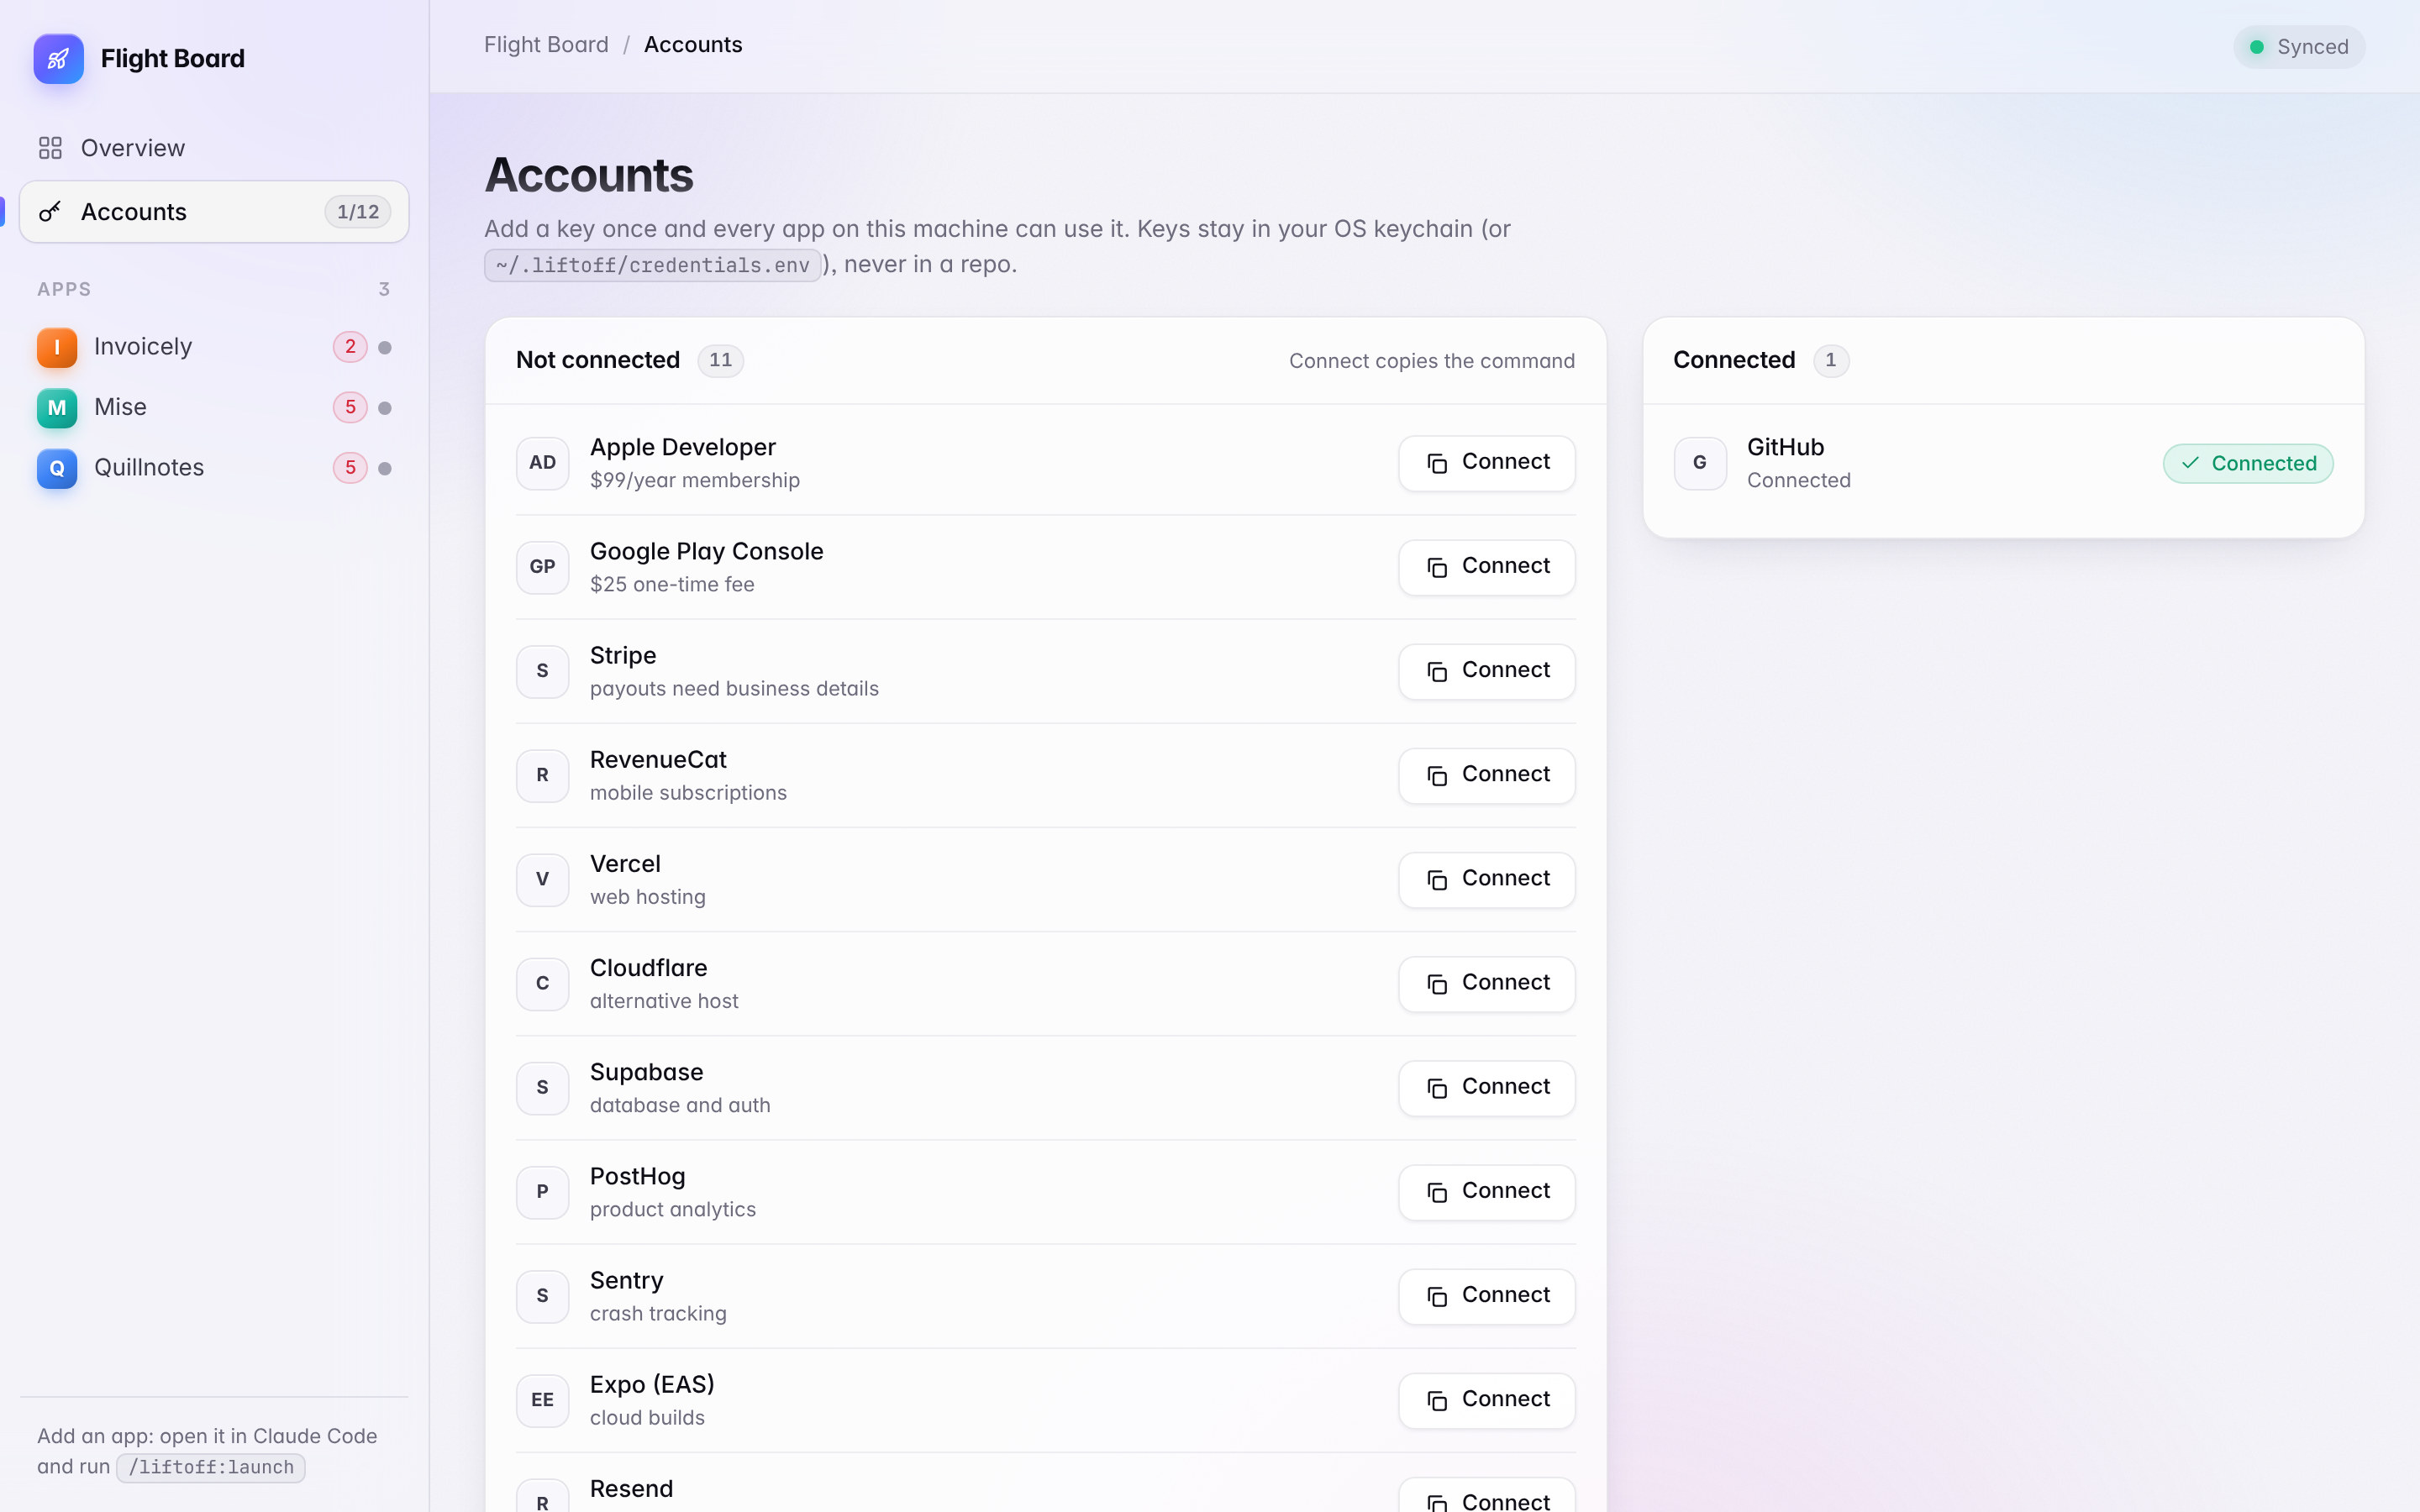 Flight Board
Overview
Accounts 1/12
APPS 3
I Invoicely 2
M Mise 5
Q Quillnotes 5
Add an app: open it in Claude Code
and run /liftoff:launch
Flight Board / Accounts
Synced
Accounts
Add a key once and every app on this machine can use it. Keys stay in your OS keychain (or
~/.liftoff/credentials.env), never in a repo.
Not connected 11 Connect copies the command
AD Apple Developer Connect
$99/year membership
GP Google Play Console Connect
$25 one-time fee
S Stripe Connect
payouts need business details
R RevenueCat Connect
mobile subscriptions
V Vercel Connect
web hosting
C Cloudflare Connect
alternative host
S Supabase Connect
database and auth
P PostHog Connect
product analytics
S Sentry Connect
crash tracking
EE Expo (EAS) Connect
cloud builds
R Resend Connect
Connected 1
G GitHub Connected
Connected